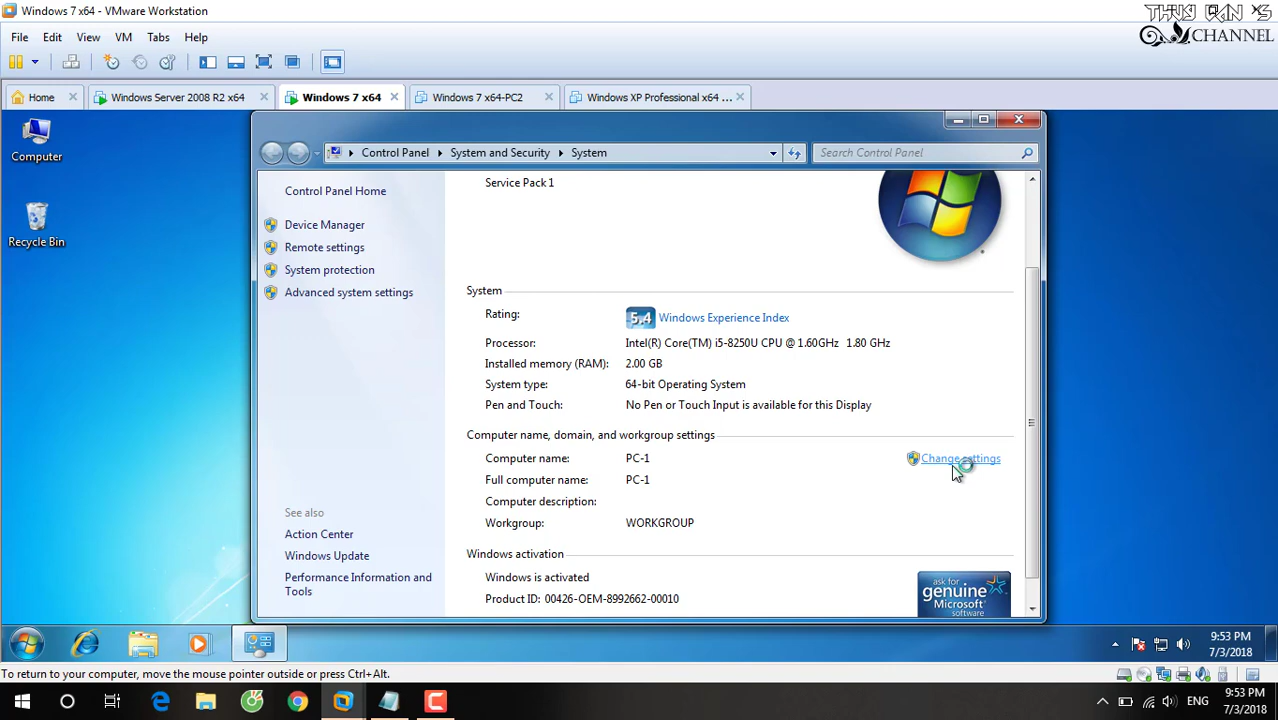 Windows 7 x64 - VMware Workstation
CHANNEL
File Edit View VM Tabs Help
Home Windows Server 2008 R2 x64 Windows 7 x64 Windows 7 x64-PC2 Windows XP Professional x64 ...
Computer
Recycle Bin
Control Panel System and Security System
Search Control Panel
Control Panel Home
Device Manager
Remote settings
System protection
Advanced system settings
See also
Action Center
Windows Update
Performance Information and
Tools
Service Pack 1
System
Rating: 5.4 Windows Experience Index
Processor: Intel(R) Core(TM) i5-8250U CPU @ 1.60GHz 1.80 GHz
Installed memory (RAM): 2.00 GB
System type: 64-bit Operating System
Pen and Touch: No Pen or Touch Input is available for this Display
Computer name, domain, and workgroup settings
Computer name: PC-1 Change settings
Full computer name: PC-1
Computer description:
Workgroup: WORKGROUP
Windows activation
Windows is activated
Product ID: 00426-OEM-8992662-00010
ask for
genuine
Microsoft
software
9:53 PM
7/3/2018
To return to your computer, move the mouse pointer outside or press Ctrl+Alt.
ENG
9:53 PM
7/3/2018